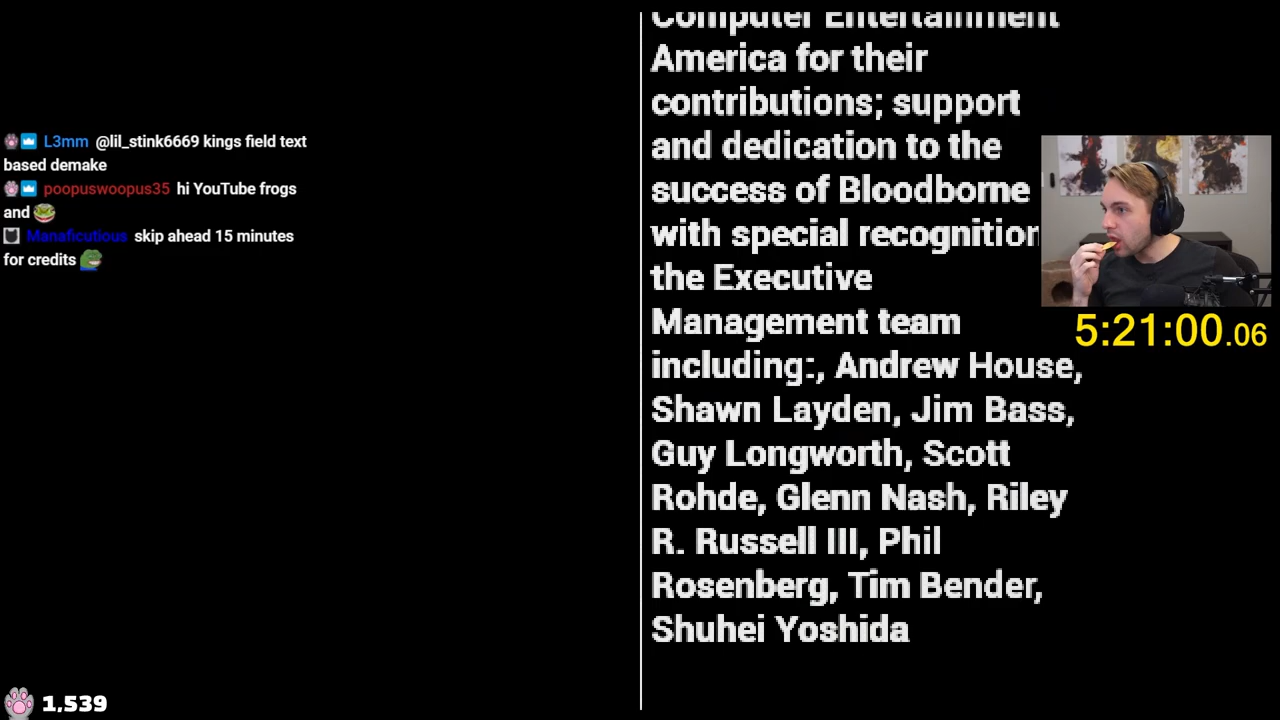 L3mm @lil_stink6669 kings field text
based demake
poopuswoopus35 hi YouTube frogs
and
Manaficutious skip ahead 15 minutes
for credits
1,539
Computer Entertainment
America for their
contributions; support
and dedication to the
success of Bloodborne
with special recognition
the Executive
Management team
including:, Andrew House,
Shawn Layden, Jim Bass,
Guy Longworth, Scott
Rohde, Glenn Nash, Riley
R. Russell III, Phil
Rosenberg, Tim Bender,
Shuhei Yoshida
5:21:00.06